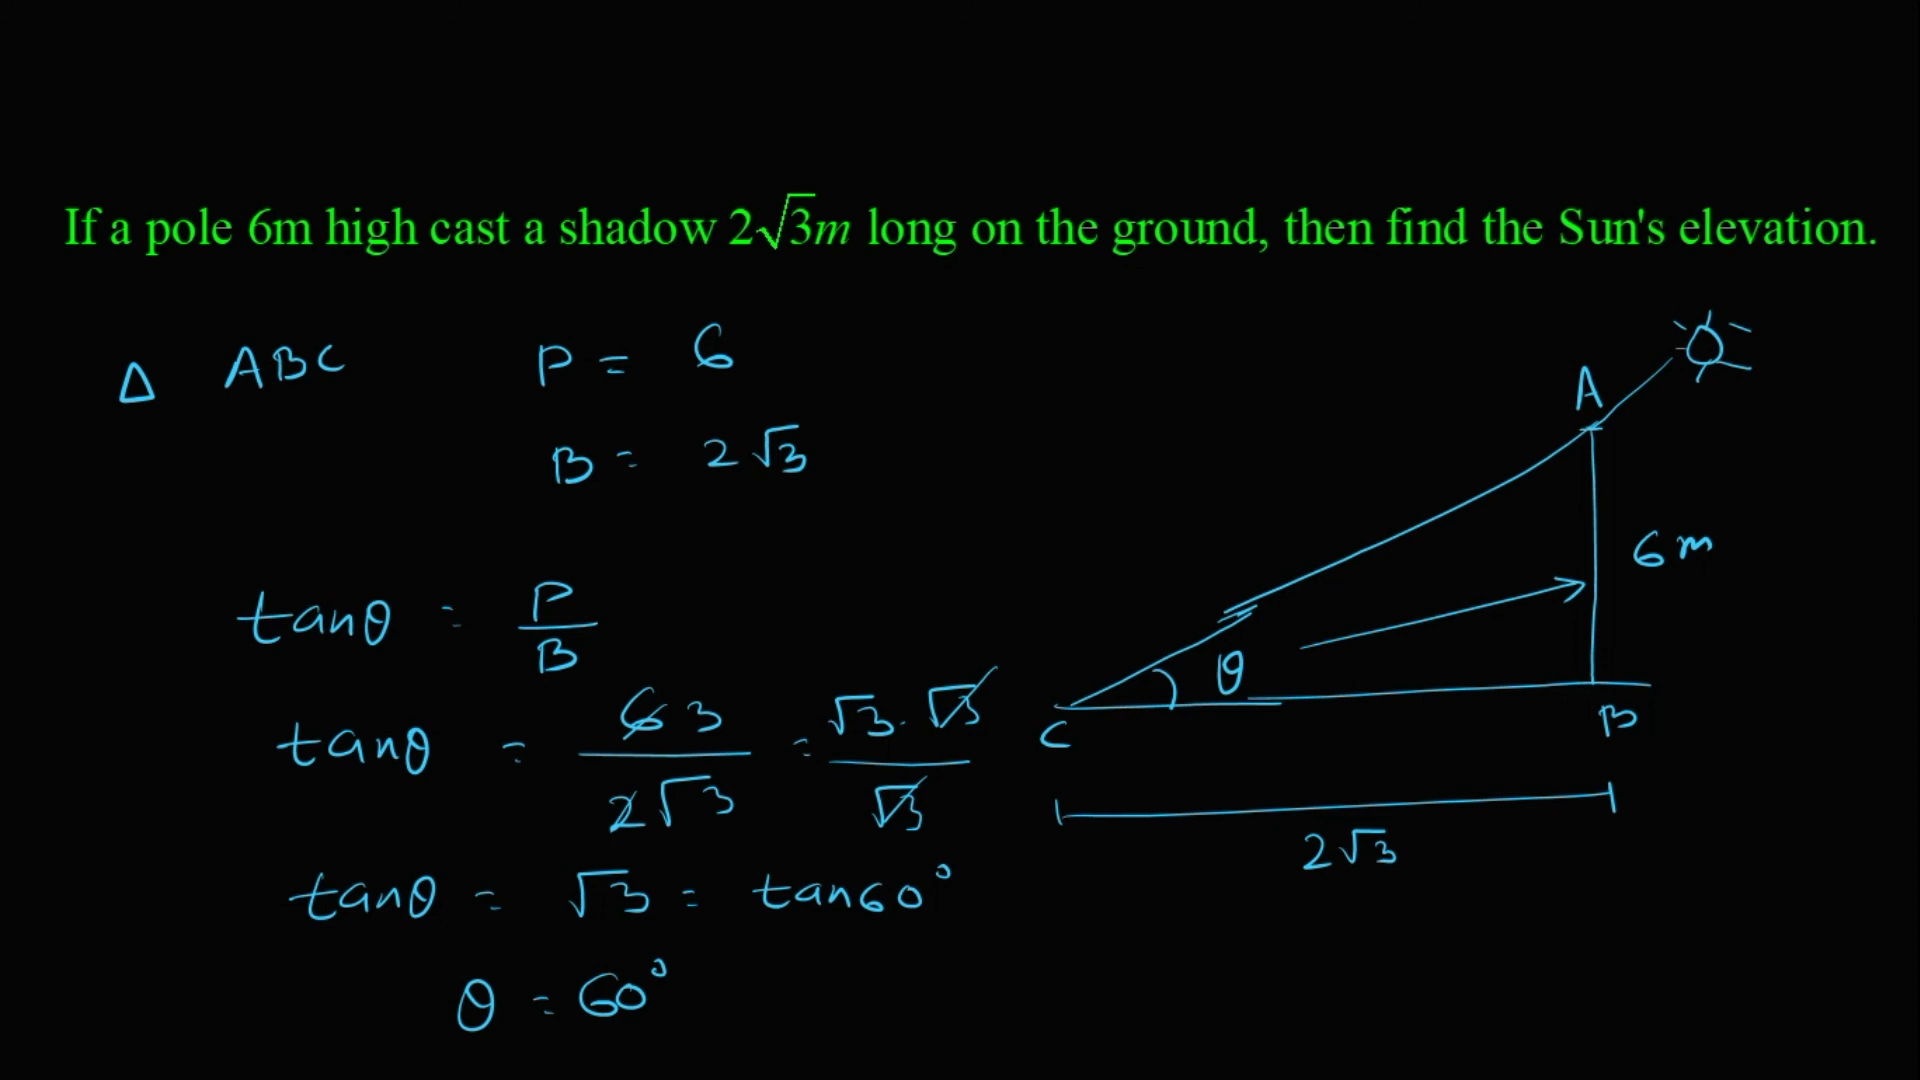 If a pole 6m high cast a shadow 2√3m long on the ground, then find the Sun's elevation.
Δ ABC P = 6
B = 2√3
tanθ = P/B
tanθ = 6 3/2√3 = √3.√3/√3
tanθ = √3 = tan60°
θ = 60°
A
6m
θ
C
B
2√3